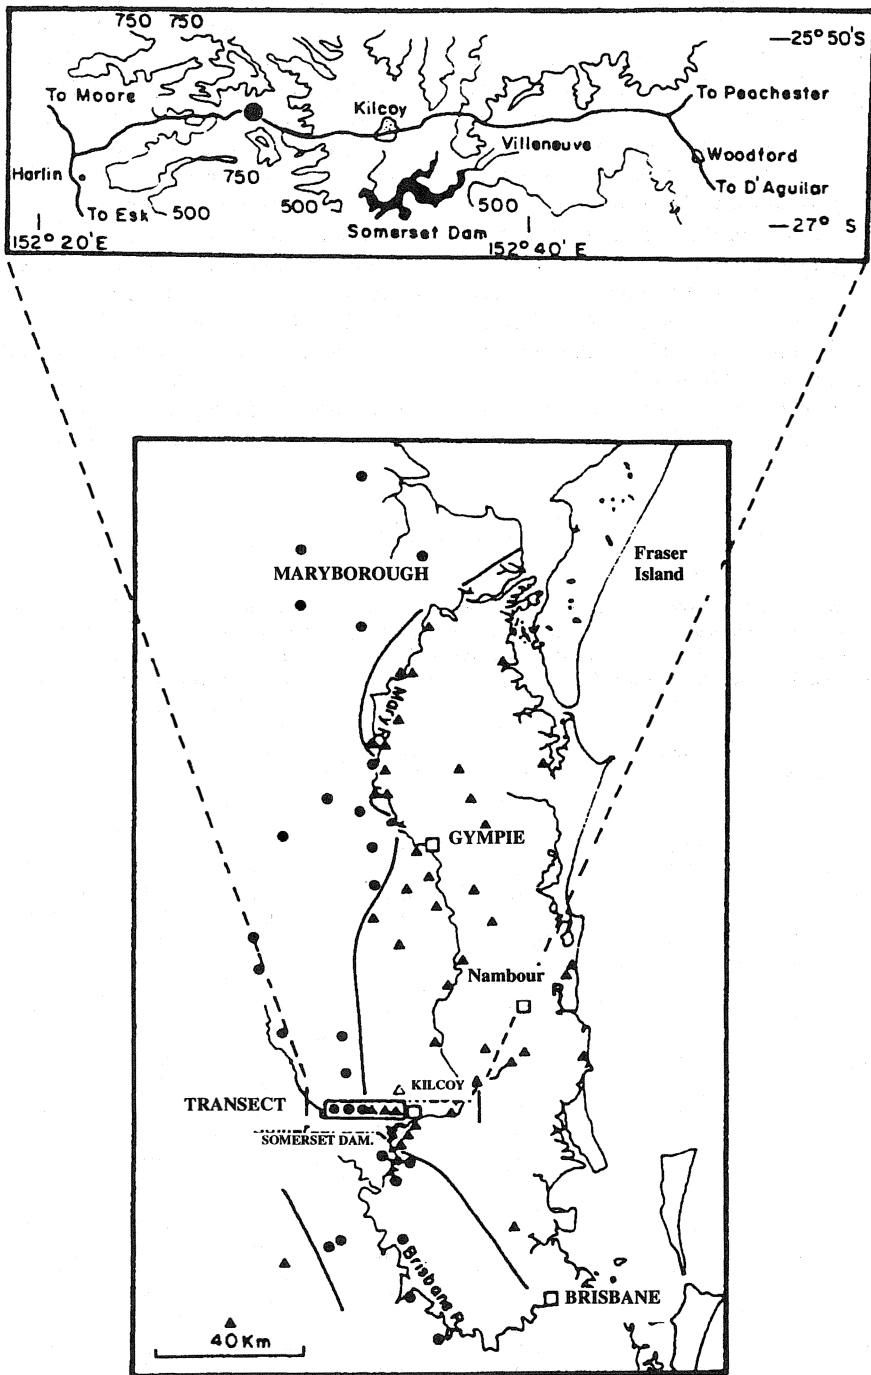 750 750
—25° 50'S
To Moore
Kilcoy
To Peachester
Villeneuve
Woodford
Harlin
750
To D'Aguilar
To Esk
500
500
500
Somerset Dam
—27° S
152° 20'E
152° 40' E
Fraser
Island
MARYBOROUGH
Mary R
GYMPIE
Nambour
KILCOY
TRANSECT
SOMERSET DAM.
Brisbane R
BRISBANE
40Km